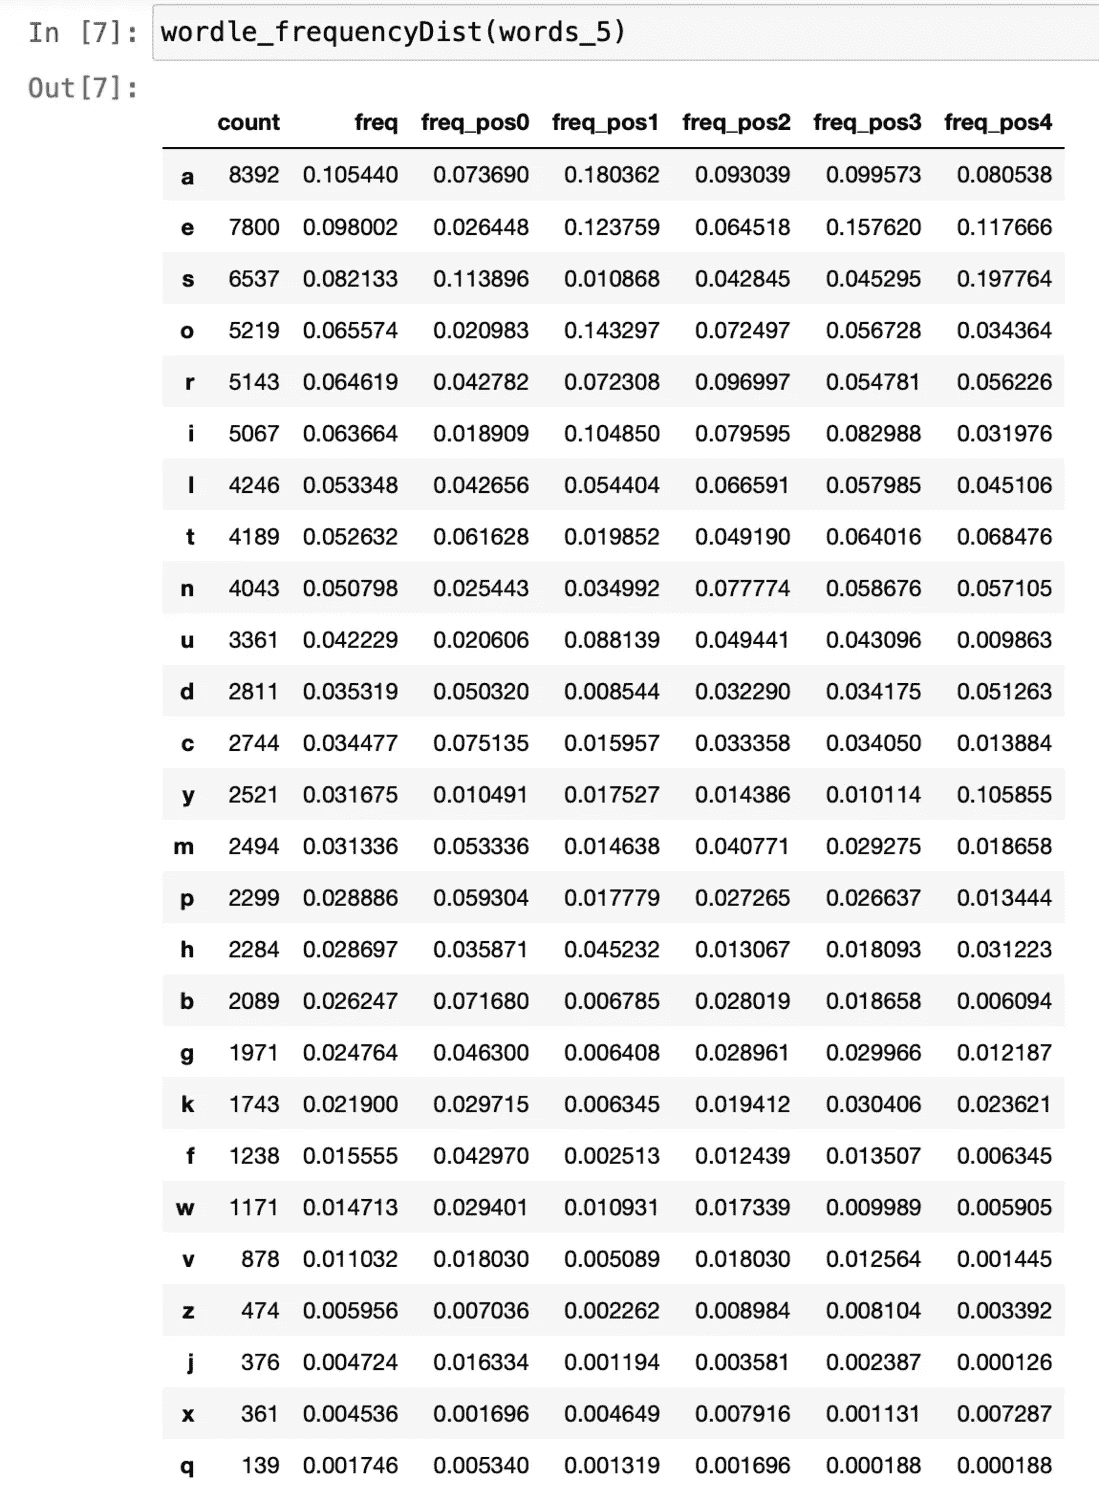 In [7]: wordle_frequencyDist(words_5)
Out[7]:
count freq freq_pos0 freq_pos1 freq_pos2 freq_pos3 freq_pos4
a 8392 0.105440 0.073690 0.180362 0.093039 0.099573 0.080538
e 7800 0.098002 0.026448 0.123759 0.064518 0.157620 0.117666
s 6537 0.082133 0.113896 0.010868 0.042845 0.045295 0.197764
o 5219 0.065574 0.020983 0.143297 0.072497 0.056728 0.034364
r 5143 0.064619 0.042782 0.072308 0.096997 0.054781 0.056226
i 5067 0.063664 0.018909 0.104850 0.079595 0.082988 0.031976
l 4246 0.053348 0.042656 0.054404 0.066591 0.057985 0.045106
t 4189 0.052632 0.061628 0.019852 0.049190 0.064016 0.068476
n 4043 0.050798 0.025443 0.034992 0.077774 0.058676 0.057105
u 3361 0.042229 0.020606 0.088139 0.049441 0.043096 0.009863
d 2811 0.035319 0.050320 0.008544 0.032290 0.034175 0.051263
c 2744 0.034477 0.075135 0.015957 0.033358 0.034050 0.013884
y 2521 0.031675 0.010491 0.017527 0.014386 0.010114 0.105855
m 2494 0.031336 0.053336 0.014638 0.040771 0.029275 0.018658
p 2299 0.028886 0.059304 0.017779 0.027265 0.026637 0.013444
h 2284 0.028697 0.035871 0.045232 0.013067 0.018093 0.031223
b 2089 0.026247 0.071680 0.006785 0.028019 0.018658 0.006094
g 1971 0.024764 0.046300 0.006408 0.028961 0.029966 0.012187
k 1743 0.021900 0.029715 0.006345 0.019412 0.030406 0.023621
f 1238 0.015555 0.042970 0.002513 0.012439 0.013507 0.006345
w 1171 0.014713 0.029401 0.010931 0.017339 0.009989 0.005905
v 878 0.011032 0.018030 0.005089 0.018030 0.012564 0.001445
z 474 0.005956 0.007036 0.002262 0.008984 0.008104 0.003392
j 376 0.004724 0.016334 0.001194 0.003581 0.002387 0.000126
x 361 0.004536 0.001696 0.004649 0.007916 0.001131 0.007287
q 139 0.001746 0.005340 0.001319 0.001696 0.000188 0.000188